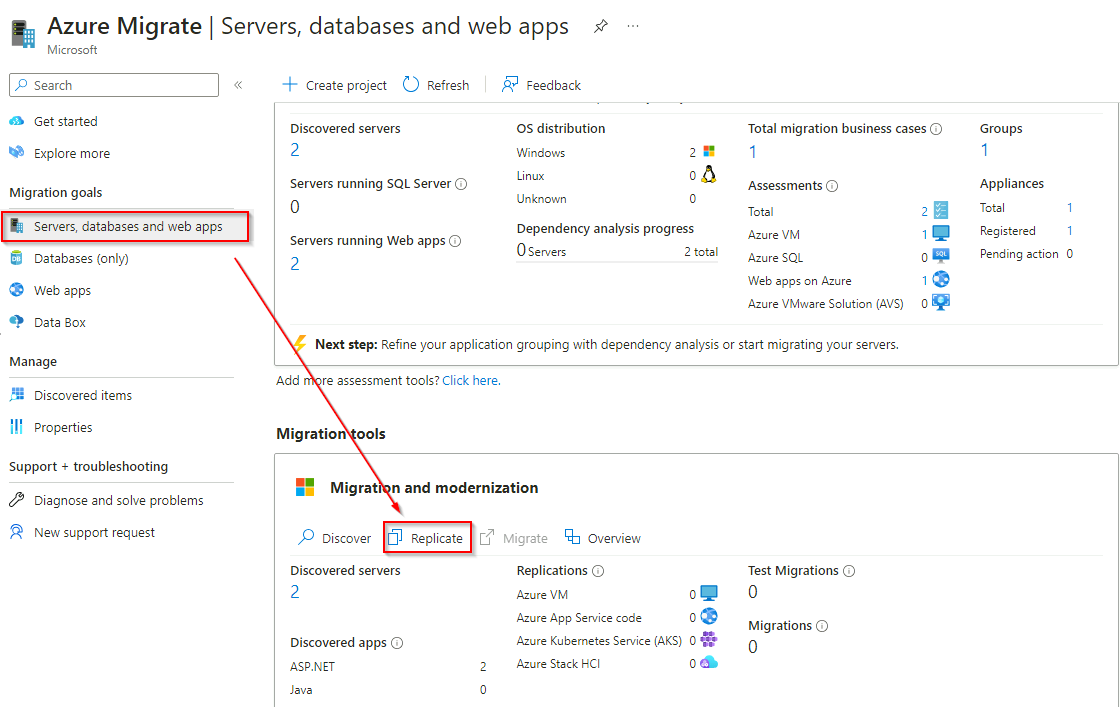 Azure Migrate | Servers, databases and web apps
Microsoft
Search
Get started
Explore more
Migration goals
Servers, databases and web apps
Databases (only)
Web apps
Data Box
Manage
Discovered items
Properties
Support + troubleshooting
Diagnose and solve problems
New support request
Create project
Refresh
Feedback
Discovered servers
2
Servers running SQL Server
0
Servers running Web apps
2
OS distribution
Windows 2
Linux 0
Unknown 0
Dependency analysis progress
0 Servers 2 total
Total migration business cases
1
Assessments
Total 2
Azure VM 1
Azure SQL 0
SQL
Web apps on Azure 1
Azure VMware Solution (AVS) 0
Groups
1
Appliances
Total 1
Registered 1
Pending action 0
Next step: Refine your application grouping with dependency analysis or start migrating your servers.
Add more assessment tools? Click here.
Migration tools
Migration and modernization
Discover
Replicate
Migrate
Overview
Discovered servers
2
Discovered apps
ASP.NET 2
Java 0
Replications
Azure VM 0
Azure App Service code 0
Azure Kubernetes Service (AKS) 0
Azure Stack HCI 0
Test Migrations
0
Migrations
0